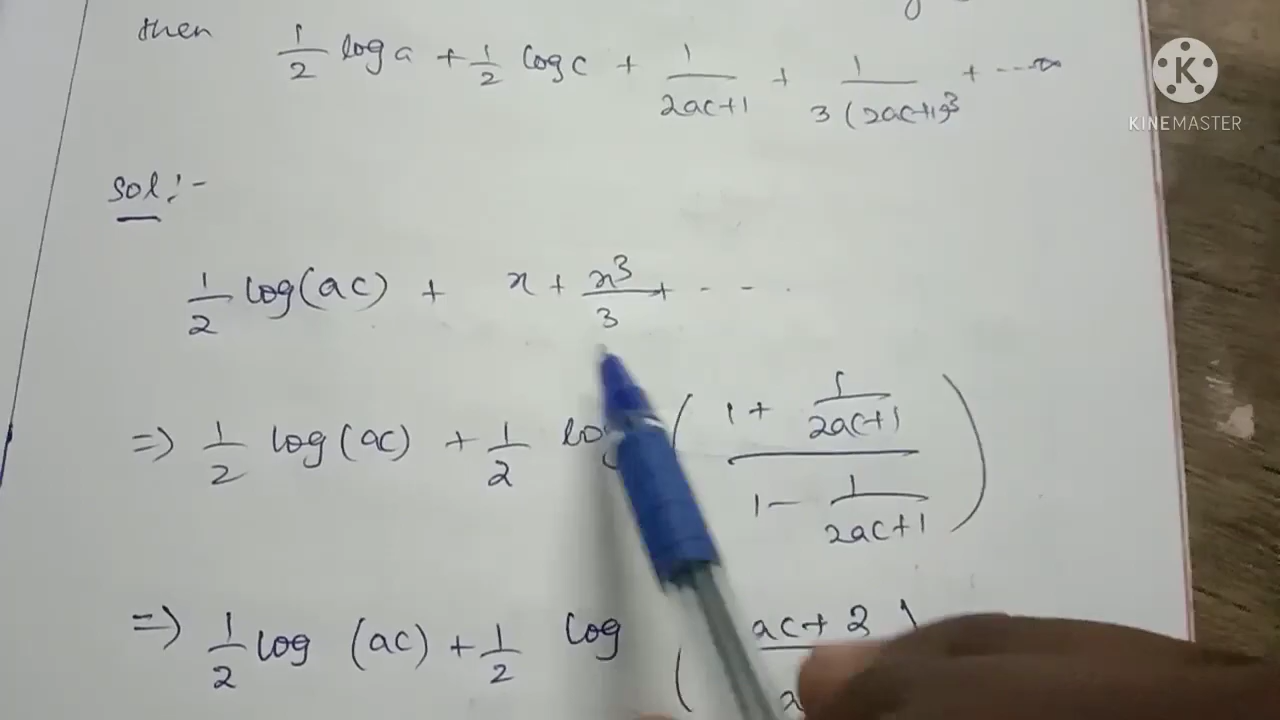 then 1/2 log a + 1/2 log c + 1/(2ac+1) + 1/(3(2ac+1)^3) + ---∞
K
KINEMASTER
Sol:-
1/2 log(ac) + x + x^3/3 + - - .
=> 1/2 log(ac) + 1/2 log ( (1 + 1/(2ac+1)) / (1 - 1/(2ac+1)) )
=> 1/2 log (ac) + 1/2 log ( ac+2